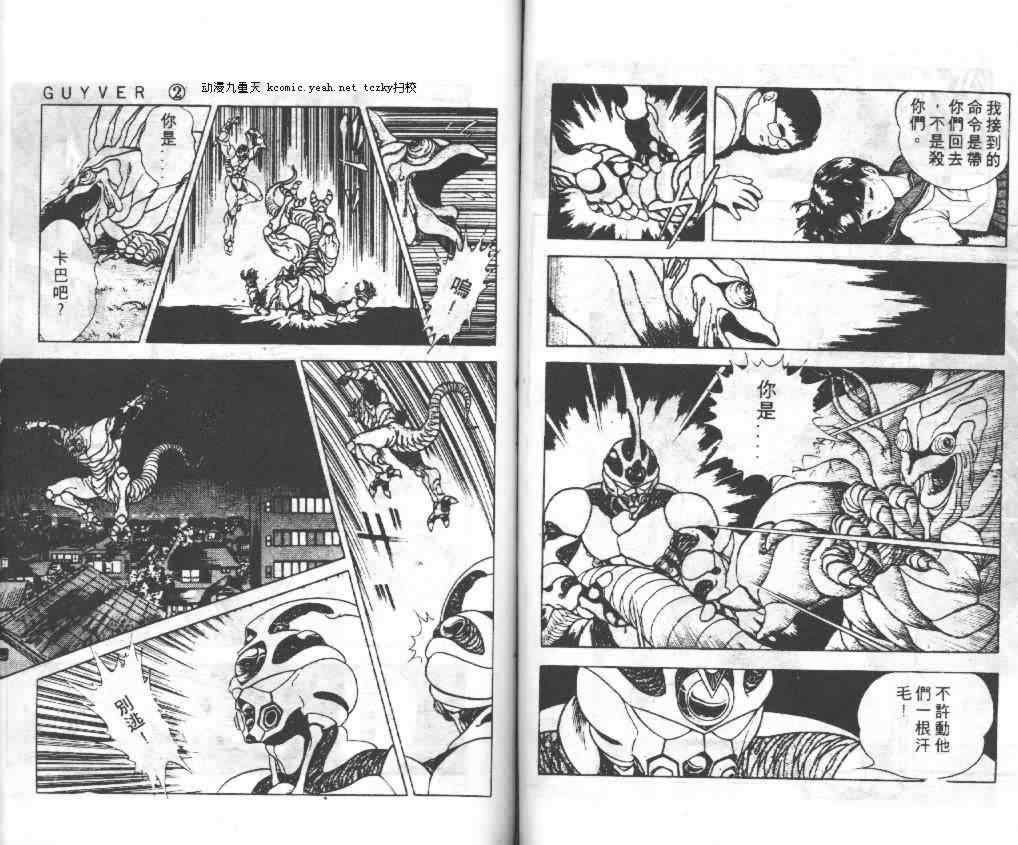 GUYVER ②
动漫九重天 kcomic.yeah.net tczky扫校
我接到的
命令是帶
你們回去
，不是殺
你們。
你是‥‥
不許動他
們一根汗
毛！
嗚！
你是‥‥
卡巴吧？
別逃！